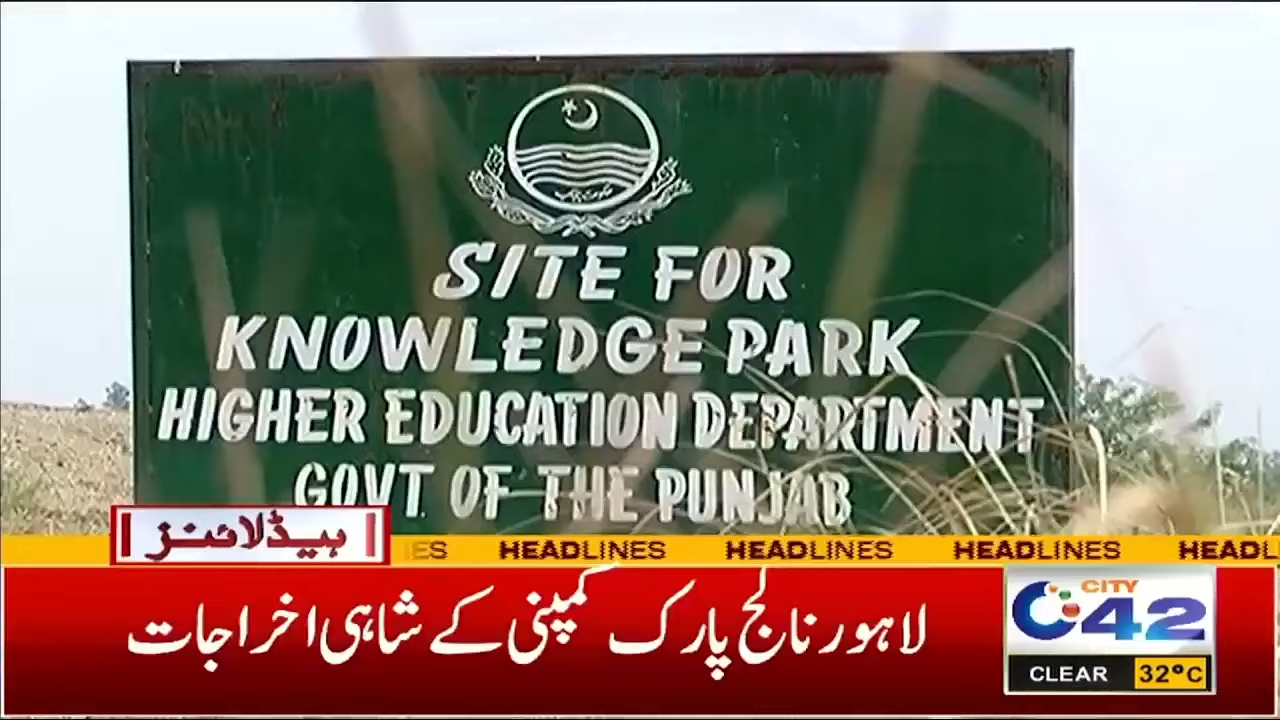 SITE FOR
KNOWLEDGE PARK
HIGHER EDUCATION DEPARTMENT
GOVT OF THE PUNJAB
ہیڈلائنز
ES HEADLINES HEADLINES HEADLINES HEADL
لاہور نالج پارک کمپنی کے شاہی اخراجات
CITY
42
CLEAR 32°C